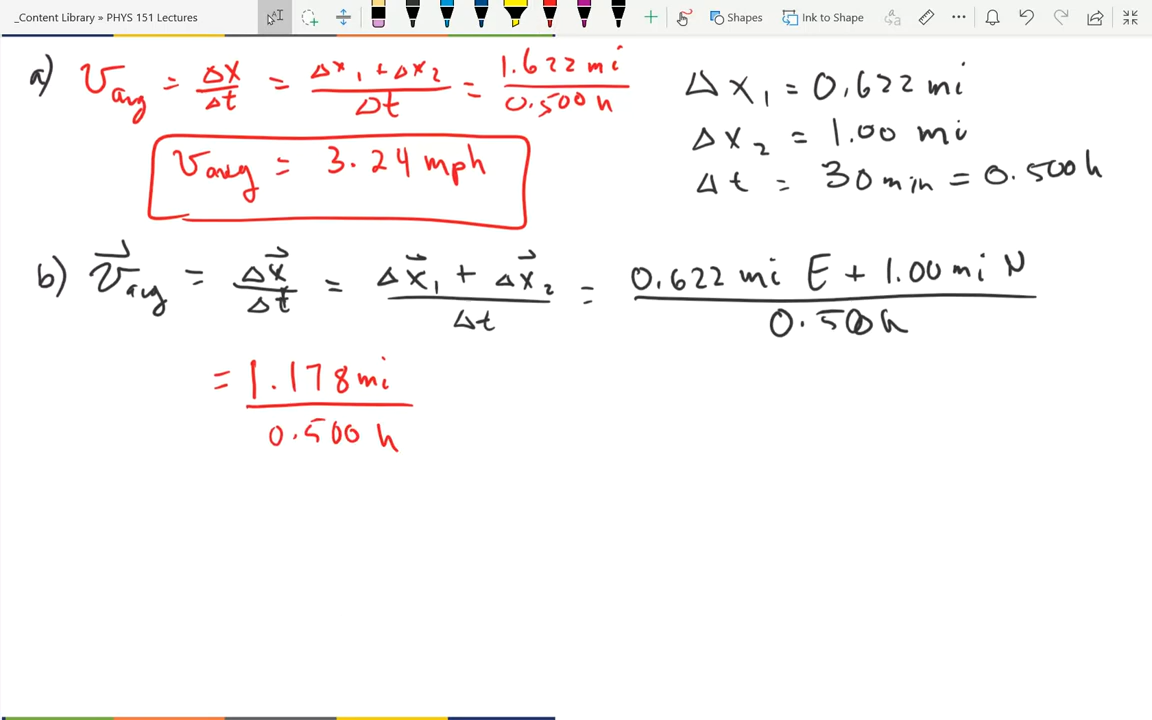 _Content Library » PHYS 151 Lectures
Shapes
Ink to Shape
a) v_avg = Δx/Δt = (Δx₁ + Δx₂)/Δt = 1.622 mi/0.500 h
v_avg = 3.24 mph
Δx₁ = 0.622 mi
Δx₂ = 1.00 mi
Δt = 30 min = 0.500 h
b) v⃗_avg = Δx⃗/Δt = (Δx⃗₁ + Δx⃗₂)/Δt = (0.622 mi E + 1.00 mi N)/0.500 h
= 1.178 mi/0.500 h